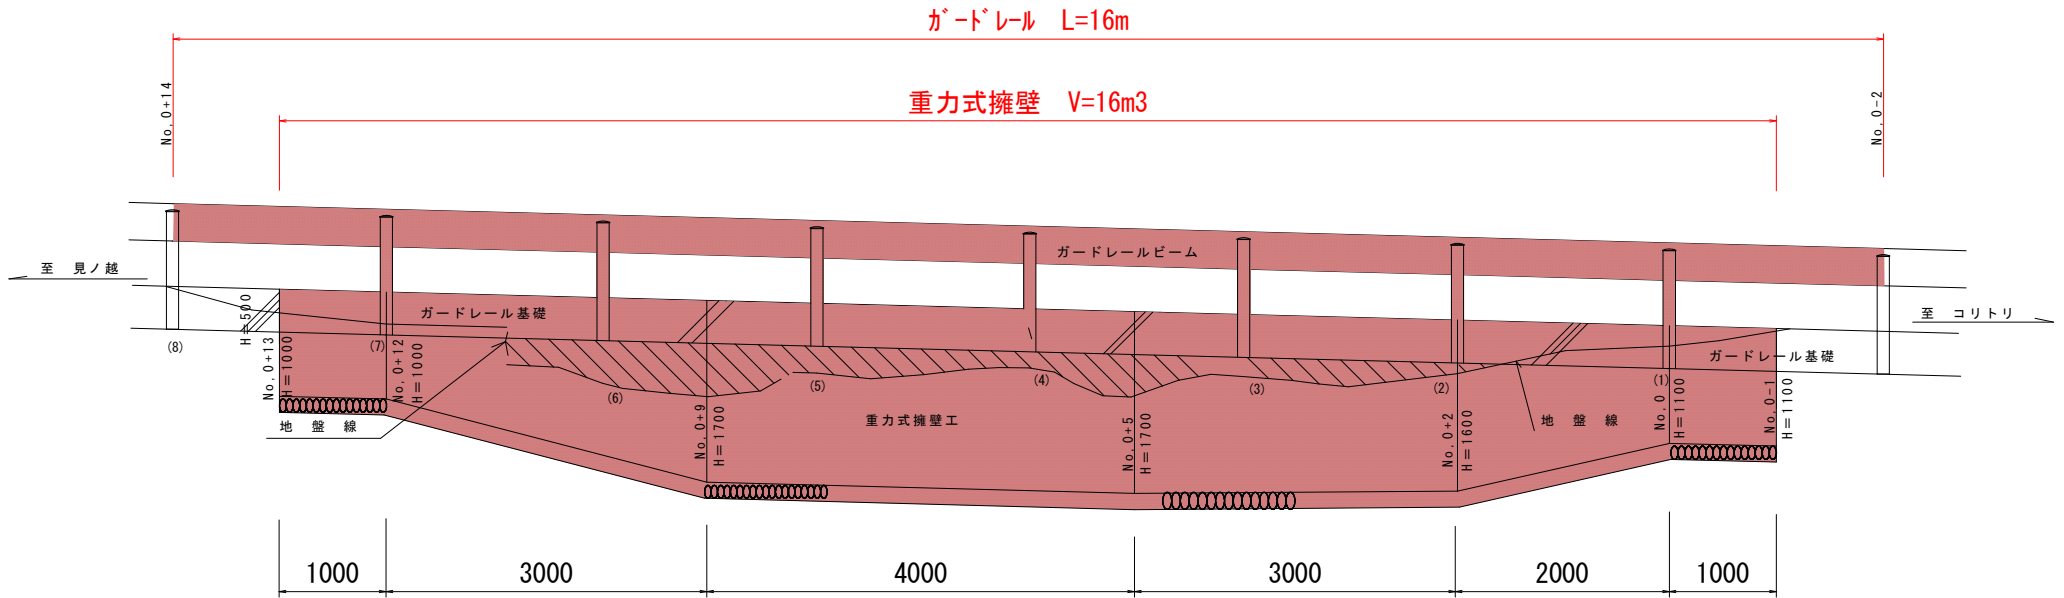 ガードレール　L=16m
重力式擁壁　V=16m3
No,0+14
No,0-2
ガードレールビーム
至　見ノ越
至　コリトリ
ガードレール基礎
ガードレール基礎
H=500
(8)
(7)
(6)
(5)
(4)
(3)
(2)
(1)
No,0+13
H=1000
No,0+12
H=1000
No,0+9
H=1700
No,0+5
H=1700
No,0+2
H=1600
No,0
H=1100
No,0-1
H=1100
地　盤　線
重力式擁壁工
地　盤　線
1000
3000
4000
3000
2000
1000